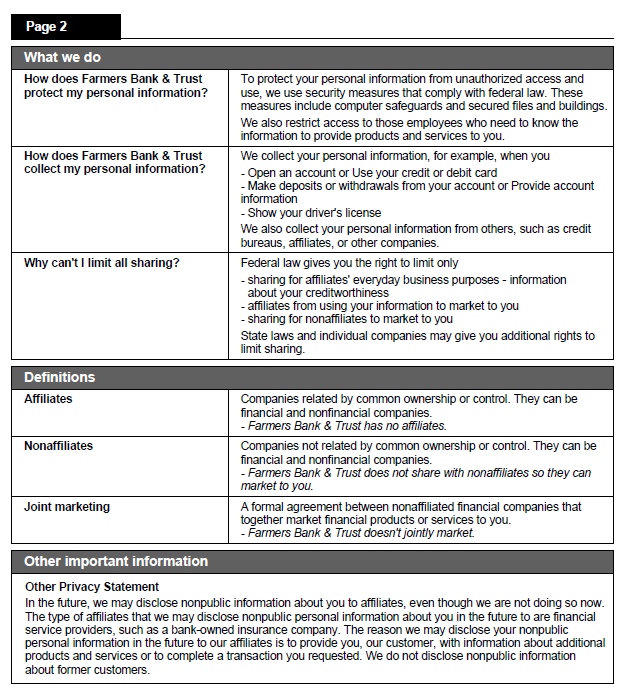 Page 2
What we do
How does Farmers Bank & Trust
protect my personal information?
To protect your personal information from unauthorized access and
use, we use security measures that comply with federal law. These
measures include computer safeguards and secured files and buildings.
We also restrict access to those employees who need to know the
information to provide products and services to you.
How does Farmers Bank & Trust
collect my personal information?
We collect your personal information, for example, when you
- Open an account or Use your credit or debit card
- Make deposits or withdrawals from your account or Provide account
information
- Show your driver's license
We also collect your personal information from others, such as credit
bureaus, affiliates, or other companies.
Why can't I limit all sharing?
Federal law gives you the right to limit only
- sharing for affiliates' everyday business purposes - information
about your creditworthiness
- affiliates from using your information to market to you
- sharing for nonaffiliates to market to you
State laws and individual companies may give you additional rights to
limit sharing.
Definitions
Affiliates
Companies related by common ownership or control. They can be
financial and nonfinancial companies.
- Farmers Bank & Trust has no affiliates.
Nonaffiliates
Companies not related by common ownership or control. They can be
financial and nonfinancial companies.
- Farmers Bank & Trust does not share with nonaffiliates so they can
market to you.
Joint marketing
A formal agreement between nonaffiliated financial companies that
together market financial products or services to you.
- Farmers Bank & Trust doesn't jointly market.
Other important information
Other Privacy Statement
In the future, we may disclose nonpublic information about you to affiliates, even though we are not doing so now.
The type of affiliates that we may disclose nonpublic personal information about you in the future to are financial
service providers, such as a bank-owned insurance company. The reason we may disclose your nonpublic
personal information in the future to our affiliates is to provide you, our customer, with information about additional
products and services or to complete a transaction you requested. We do not disclose nonpublic information
about former customers.